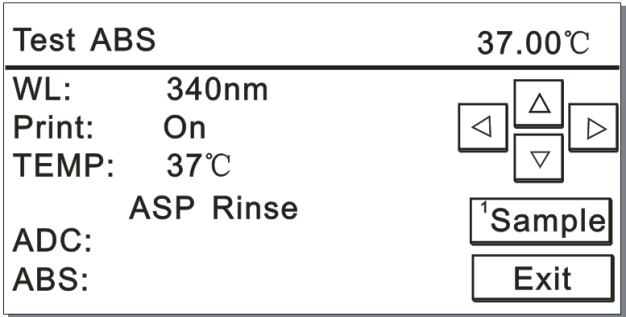 Test ABS 37.00℃
WL: 340nm
Print: On
TEMP: 37℃
ASP Rinse
¹Sample
ADC:
ABS:
Exit